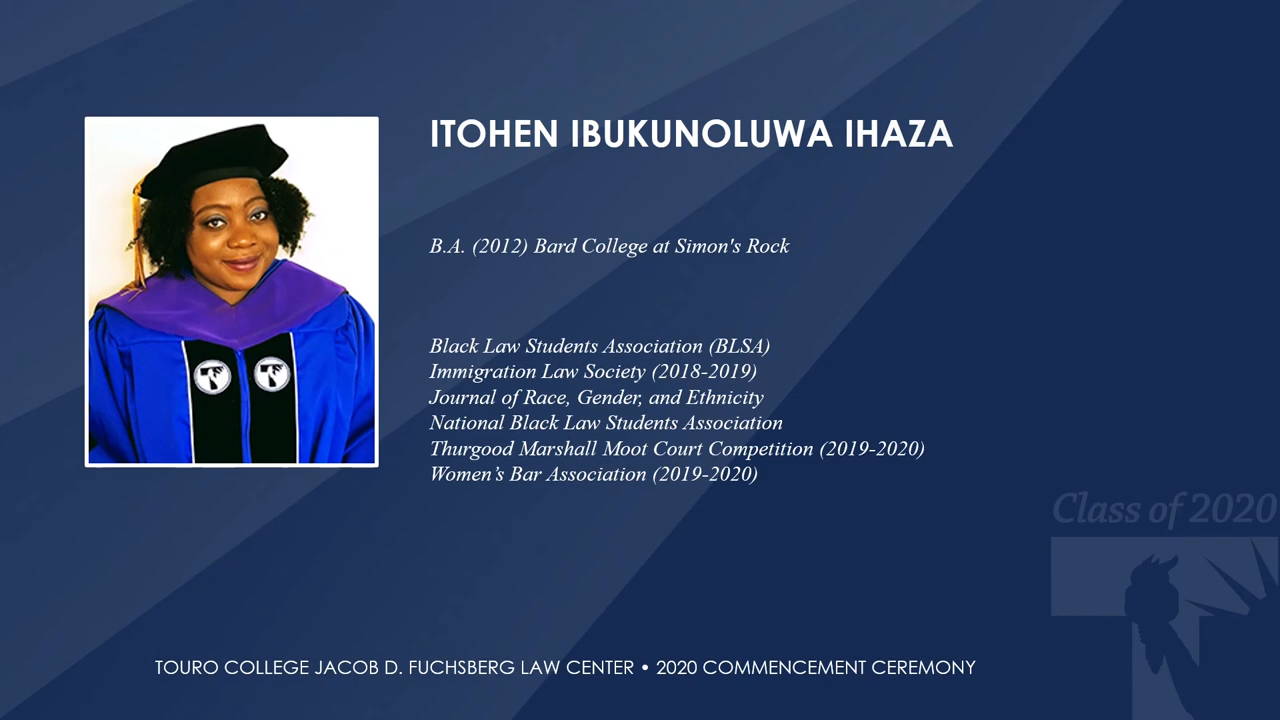 ITOHEN IBUKUNOLUWA IHAZA
B.A. (2012) Bard College at Simon's Rock
Black Law Students Association (BLSA)
Immigration Law Society (2018-2019)
Journal of Race, Gender, and Ethnicity
National Black Law Students Association
Thurgood Marshall Moot Court Competition (2019-2020)
Women’s Bar Association (2019-2020)
Class of 2020
TOURO COLLEGE JACOB D. FUCHSBERG LAW CENTER • 2020 COMMENCEMENT CEREMONY